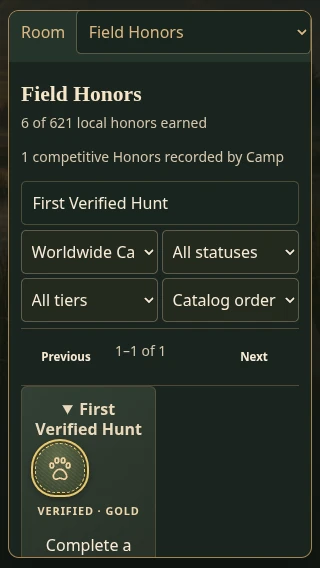 Room Field Honors
Field Honors
6 of 621 local honors earned
1 competitive Honors recorded by Camp
First Verified Hunt
Worldwide Ca All statuses
All tiers Catalog order
Previous 1–1 of 1 Next
▼ First
Verified Hunt
VERIFIED · GOLD
Complete a